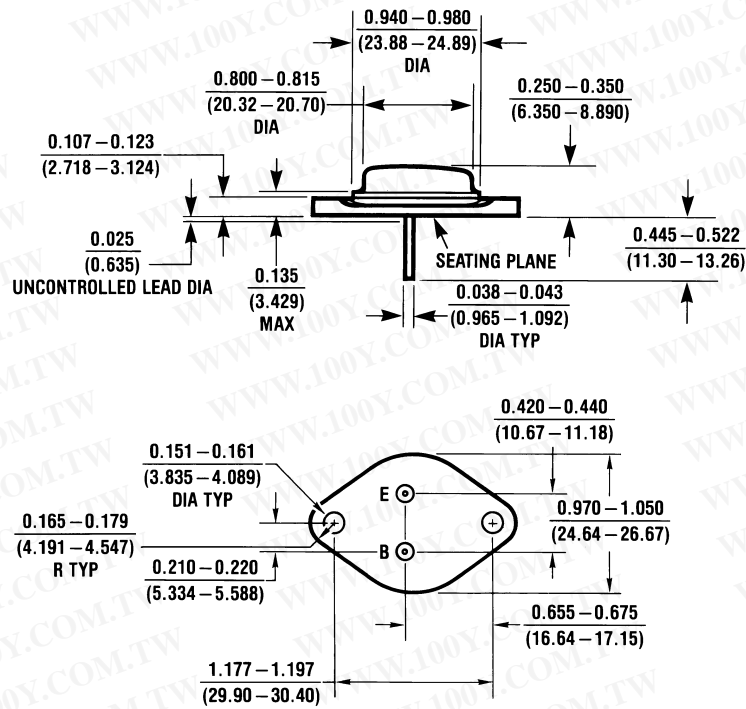 0.940 – 0.980
(23.88 – 24.89)
DIA
0.800 – 0.815
(20.32 – 20.70)
DIA
0.250 – 0.350
(6.350 – 8.890)
0.107 – 0.123
(2.718 – 3.124)
0.025
(0.635)
UNCONTROLLED LEAD DIA
0.135
(3.429)
MAX
SEATING PLANE
0.445 – 0.522
(11.30 – 13.26)
0.038 – 0.043
(0.965 – 1.092)
DIA TYP
0.420 – 0.440
(10.67 – 11.18)
0.151 – 0.161
(3.835 – 4.089)
DIA TYP
E
0.970 – 1.050
(24.64 – 26.67)
0.165 – 0.179
(4.191 – 4.547)
R TYP
B
0.210 – 0.220
(5.334 – 5.588)
0.655 – 0.675
(16.64 – 17.15)
1.177 – 1.197
(29.90 – 30.40)
WWW.100Y.COM.TW